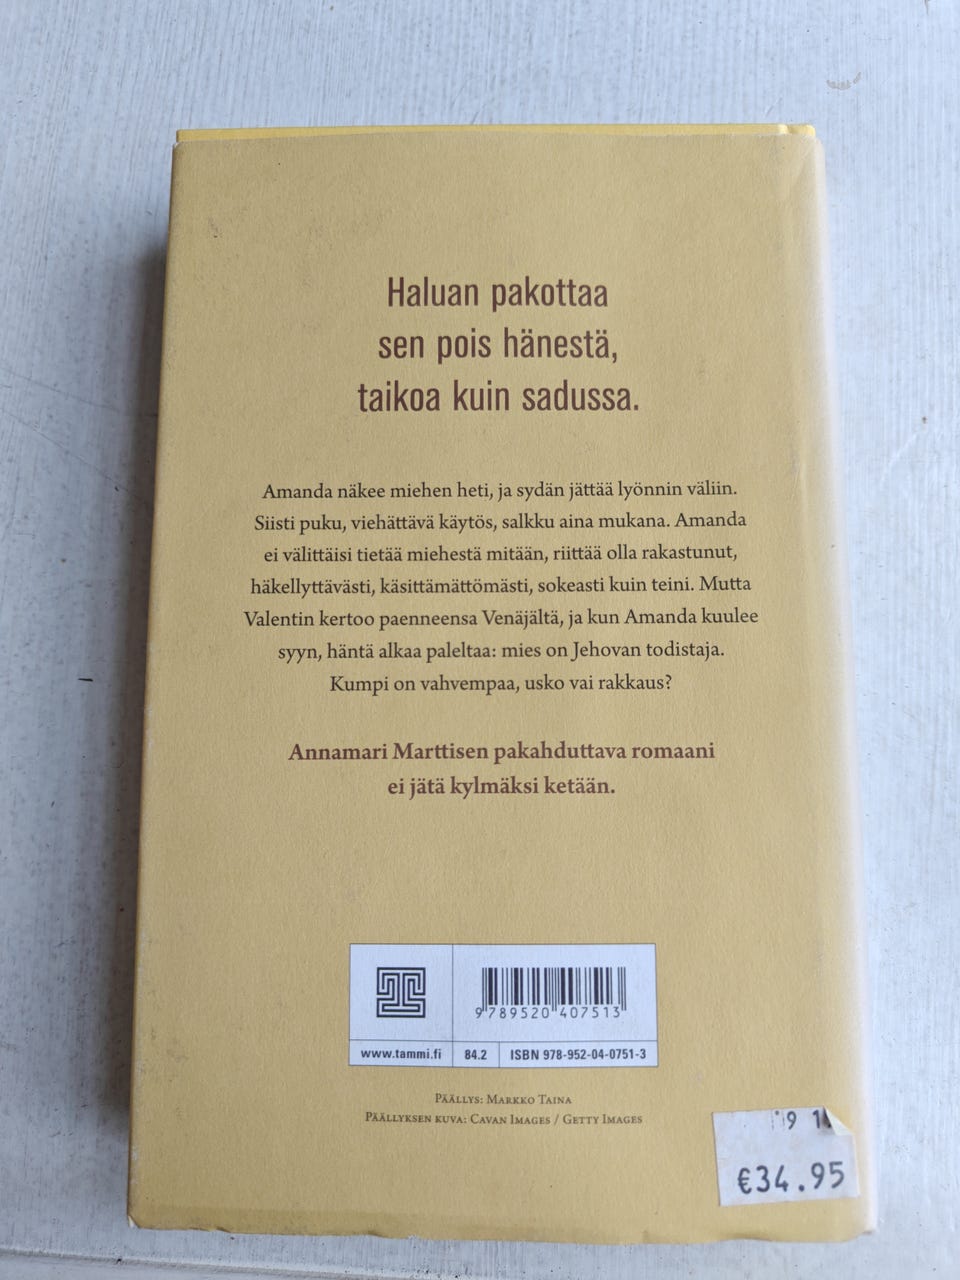 Haluan pakottaa
sen pois hänestä,
taikoa kuin sadussa.
Amanda näkee miehen heti, ja sydän jättää lyönnin väliin.
Siisti puku, viehättävä käytös, salkku aina mukana. Amanda
ei välittäisi tietää miehestä mitään, riittää olla rakastunut,
häkellyttävästi, käsittämättömästi, sokeasti kuin teini. Mutta
Valentin kertoo paenneensa Venäjältä, ja kun Amanda kuulee
syyn, häntä alkaa paleltaa: mies on Jehovan todistaja.
Kumpi on vahvempaa, usko vai rakkaus?
Annamari Marttisen pakahduttava romaani
ei jätä kylmäksi ketään.
9 789520 407513
www.tammi.fi 84.2 ISBN 978-952-04-0751-3
Päällys: Markko Taina
Päällyksen kuva: Cavan Images / Getty Images
€34.95